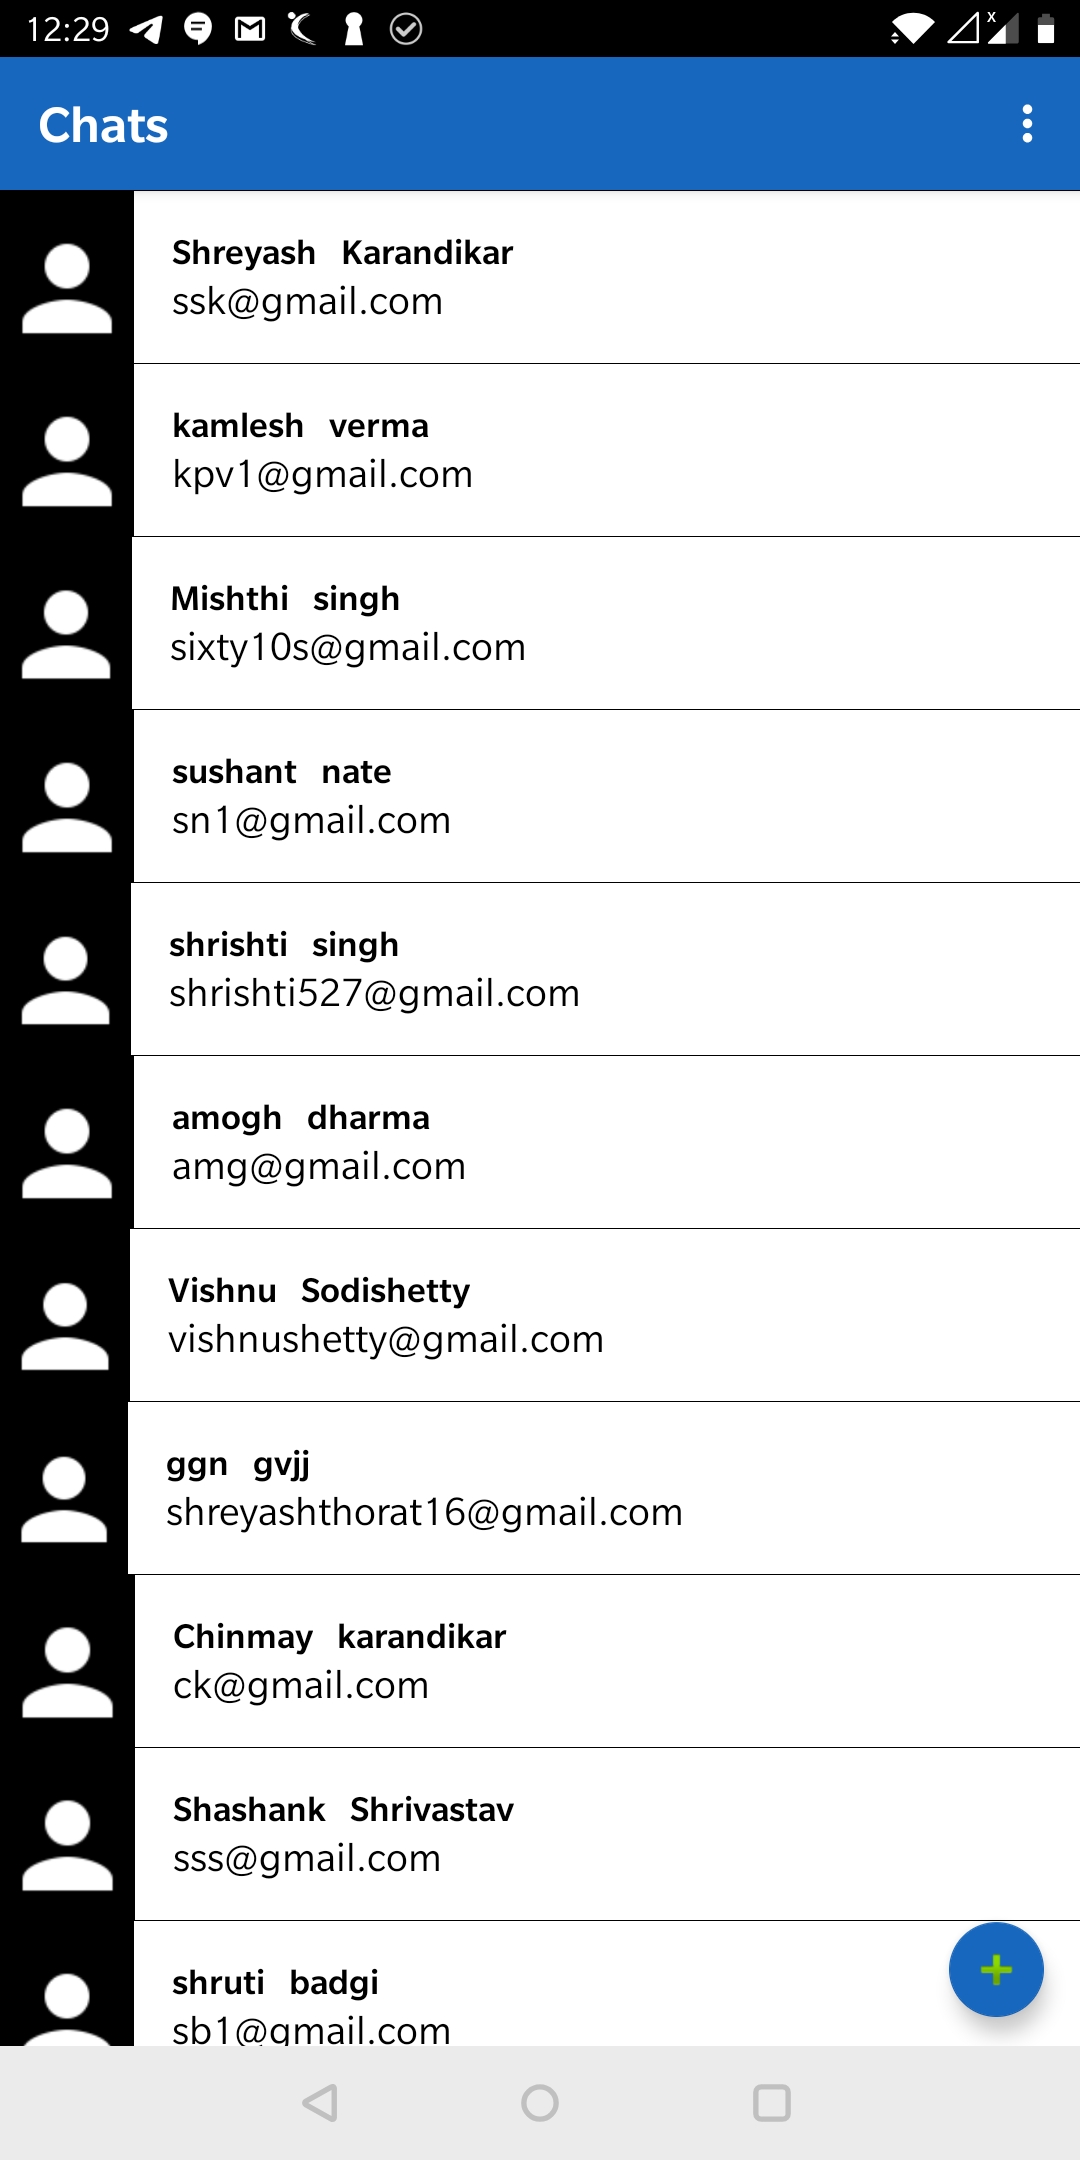 12:29
Chats
Shreyash Karandikar
ssk@gmail.com
kamlesh verma
kpv1@gmail.com
Mishthi singh
sixty10s@gmail.com
sushant nate
sn1@gmail.com
shrishti singh
shrishti527@gmail.com
amogh dharma
amg@gmail.com
Vishnu Sodishetty
vishnushetty@gmail.com
ggn gvjj
shreyashthorat16@gmail.com
Chinmay karandikar
ck@gmail.com
Shashank Shrivastav
sss@gmail.com
shruti badgi
sb1@gmail.com